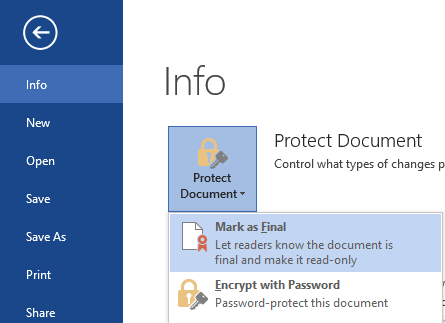 Info
New
Open
Save
Save As
Print
Share
Info
Protect
Document
Protect Document
Control what types of changes p
Mark as Final
Let readers know the document is
final and make it read-only
Encrypt with Password
Password-protect this document